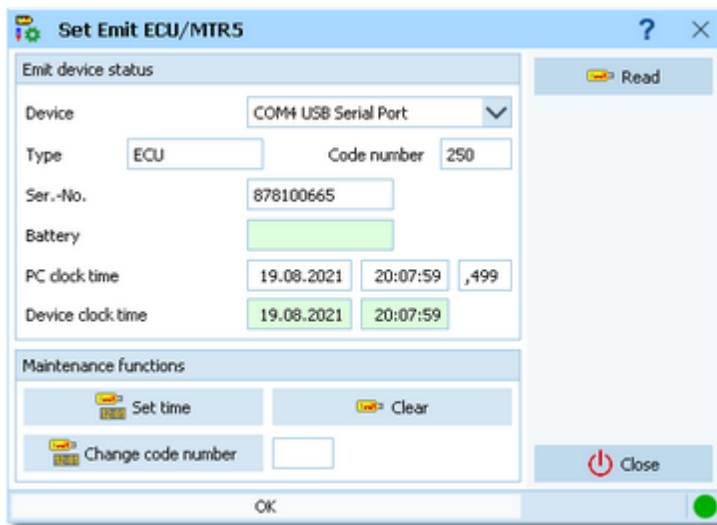 Set Emit ECU/MTR5 ?
Emit device status
Read
Device COM4 USB Serial Port
Type ECU Code number 250
Ser.-No. 878100665
Battery
PC clock time 19.08.2021 20:07:59 ,499
Device clock time 19.08.2021 20:07:59
Maintenance functions
Set time Clear
Change code number
Close
OK